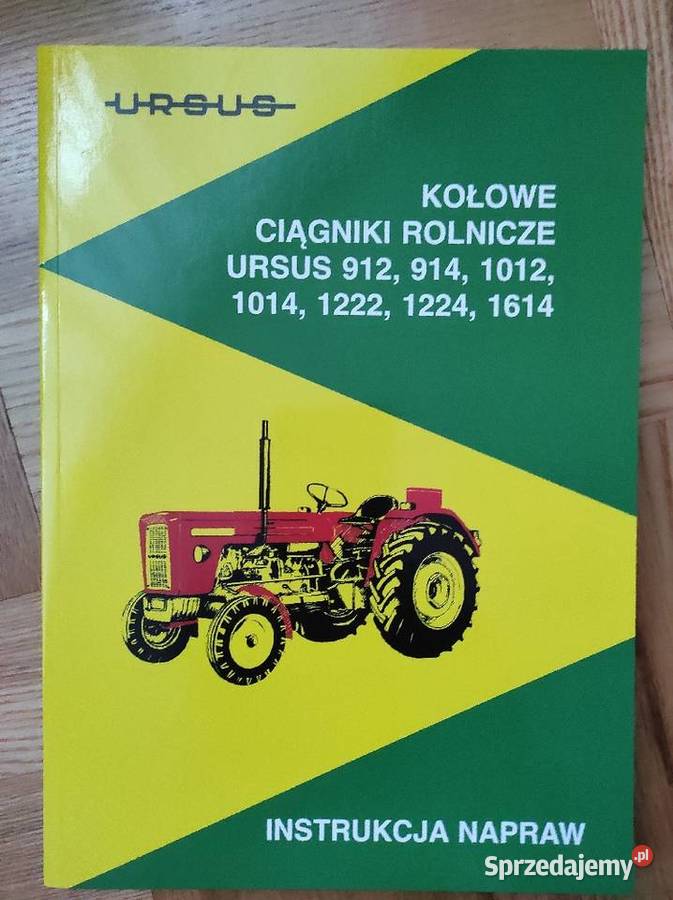 URSUS
KOŁOWE
CIĄGNIKI ROLNICZE
URSUS 912, 914, 1012,
1014, 1222, 1224, 1614
INSTRUKCJA NAPRAW
Sprzedajemy.pl